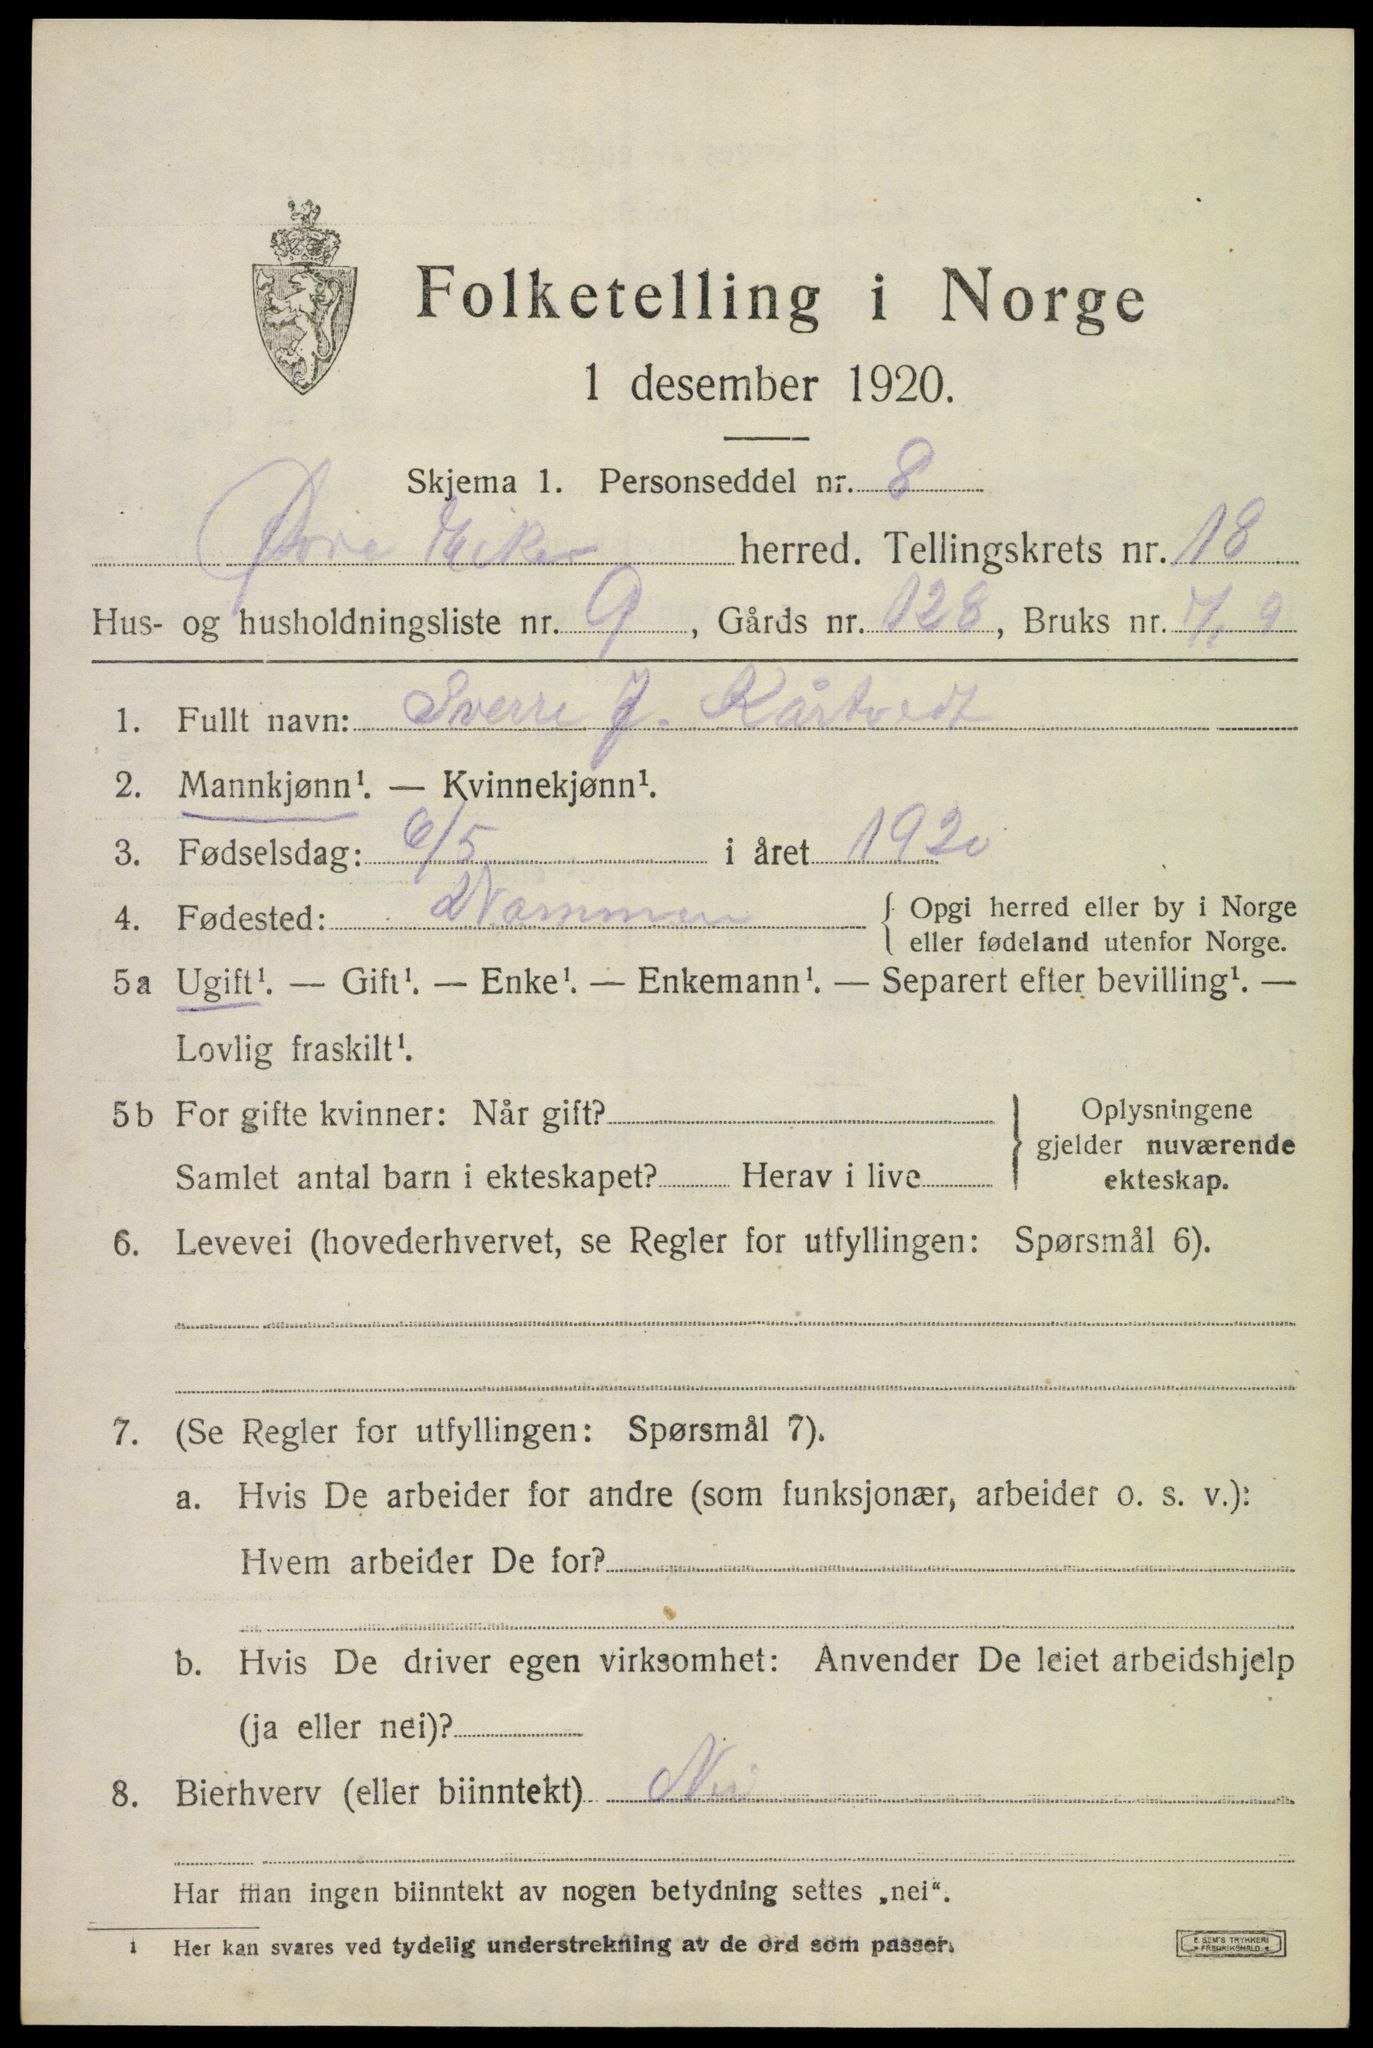 Folketelling i Norge
1 desember 1920.
Skjema 1. Personseddel nr. 8
Øvre Eiker herred. Tellingskrets nr. 18
Hus- og husholdningsliste nr. 9, Gårds nr. 128, Bruks nr. 9
1. Fullt navn: Sverre J. Kårtvedt
2. Mannkjønn¹. — Kvinnekjønn¹.
3. Fødselsdag: 6/5 i året 1920
4. Fødested: Drammen { Opgi herred eller by i Norge
eller fødeland utenfor Norge.
5a Ugift¹. — Gift¹. — Enke¹. — Enkemann¹. — Separert efter bevilling¹. —
Lovlig fraskilt¹.
5b For gifte kvinner: Når gift? } Oplysningene
gjelder nuværende
Samlet antal barn i ekteskapet? Herav i live ekteskap.
6. Levevei (hovederhvervet, se Regler for utfyllingen: Spørsmål 6).
7. (Se Regler for utfyllingen: Spørsmål 7).
a. Hvis De arbeider for andre (som funksjonær, arbeider o. s. v.):
Hvem arbeider De for?
b. Hvis De driver egen virksomhet: Anvender De leiet arbeidshjelp
(ja eller nei)?
8. Bierhverv (eller biinntekt) Nei
Har man ingen biinntekt av nogen betydning settes „nei“.
1 Her kan svares ved tydelig understrekning av de ord som passer.
E. SEM'S TRYKKERI
FREDRIKSHALD